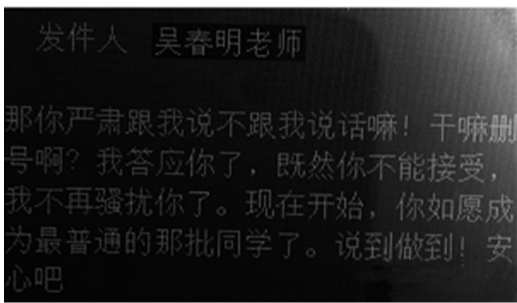 发件人 吴春明老师
那你严肃跟我说不跟我说话嘛！干嘛删
号啊？我答应你了，既然你不能接受，
我不再骚扰你了。现在开始，你如愿成
为最普通的那批同学了。说到做到！安
心吧